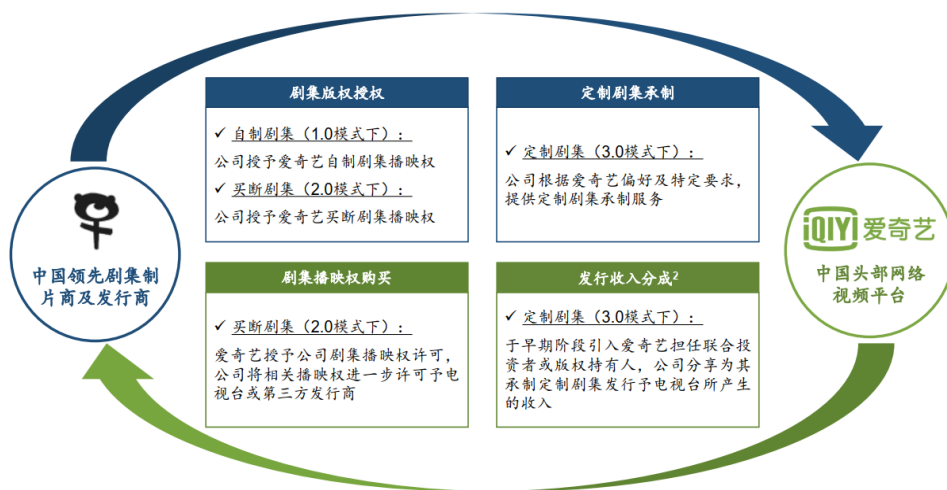 剧集版权授权
✓ 自制剧集（1.0模式下）：
公司授予爱奇艺自制剧集播映权
✓ 买断剧集（2.0模式下）：
公司授予爱奇艺买断剧集播映权
定制剧集承制
✓ 定制剧集（3.0模式下）：
公司根据爱奇艺偏好及特定要求，
提供定制剧集承制服务
中国领先剧集制
片商及发行商
iQIYI 爱奇艺
中国头部网络
视频平台
剧集播映权购买
✓ 买断剧集（2.0模式下）：
爱奇艺授予公司剧集播映权许可，
公司将相关播映权进一步许可予电
视台或第三方发行商
发行收入分成2
✓ 定制剧集（3.0模式下）：
于早期阶段引入爱奇艺担任联合投
资者或版权持有人，公司分享为其
承制定制剧集发行予电视台所产生
的收入